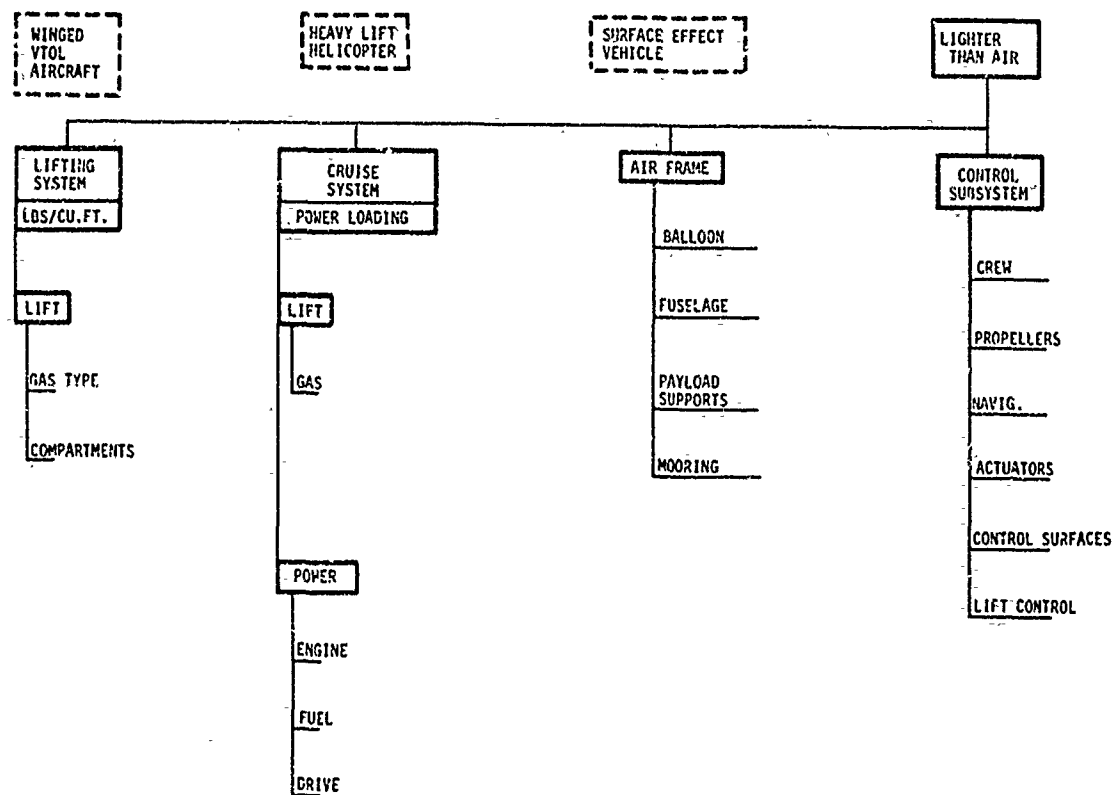 WINGED
VTOL
AIRCRAFT
HEAVY LIFT
HELICOPTER
SURFACE EFFECT
VEHICLE
LIGHTER
THAN AIR
LIFTING
SYSTEM
LBS/CU.FT.
CRUISE
SYSTEM
POWER LOADING
AIR FRAME
CONTROL
SUBSYSTEM
LIFT
GAS TYPE
COMPARTMENTS
LIFT
GAS
POWER
ENGINE
FUEL
DRIVE
BALLOON
FUSELAGE
PAYLOAD
SUPPORTS
MOORING
CREW
PROPELLERS
NAVIG.
ACTUATORS
CONTROL SURFACES
LIFT CONTROL